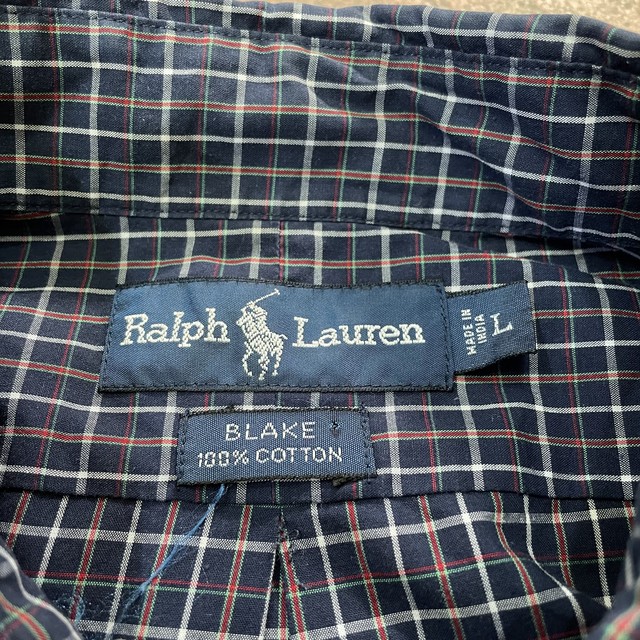 Ralph Lauren
MADE IN
INDIA
L
BLAKE
100% COTTON